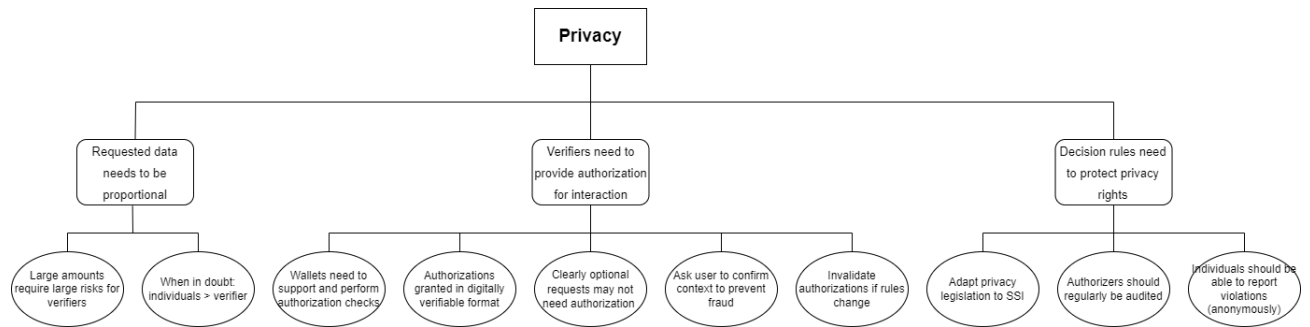 Privacy
Requested data
needs to be
proportional
Verifiers need to
provide authorization
for interaction
Decision rules need
to protect privacy
rights
Large amounts
require large risks for
verifiers
When in doubt:
individuals > verifier
Wallets need to
support and perform
authorization checks
Authorizations
granted in digitally
verifiable format
Clearly optional
requests may not
need authorization
Ask user to confirm
context to prevent
fraud
Invalidate
authorizations if rules
change
Adapt privacy
legislation to SSI
Authorizers should
regularly be audited
Individuals should be
able to report
violations
(anonymously)